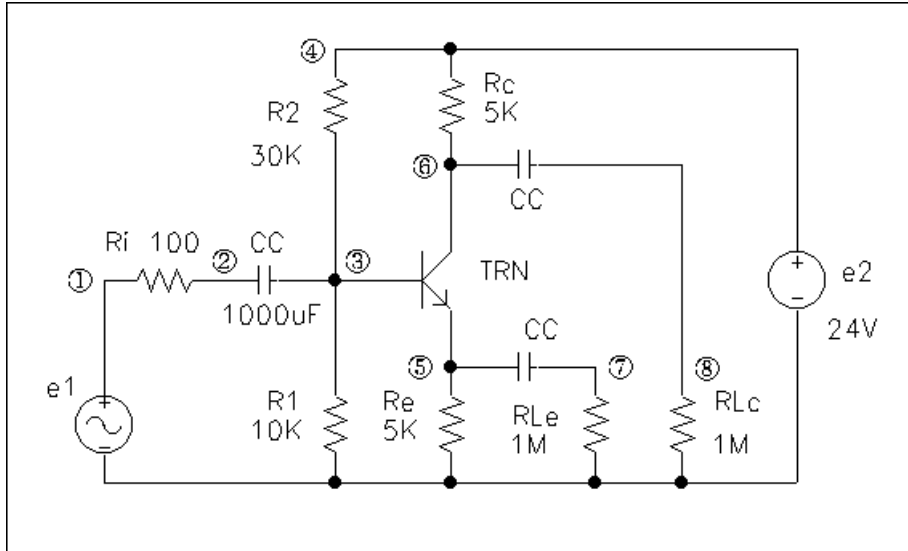 ④
Rc
5K
R2
30K
⑥
CC
Ri 100
②
CC
③
①
TRN
e2
1000uF
24V
CC
⑤
⑦
⑧
e1
R1
10K
Re
5K
RLe
1M
RLc
1M